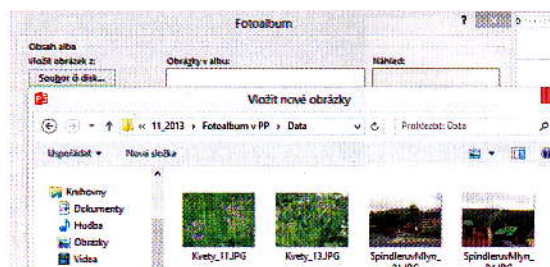 Fotoalbum
?
Obsah alba
Vložit obrázek z:
Obrázky v albu:
Náhled:
Soubor či disk...
Vložit nové obrázky
« 11_2013 › Fotoalbum v PP › Data
Prohledat: Data
Uspořádat
Nová složka
Knihovny
Dokumenty
Hudba
Obrázky
Videa
Kvety_11.JPG
Kvety_13.JPG
SpindleruvMlyn_
SpindleruvMlyn_